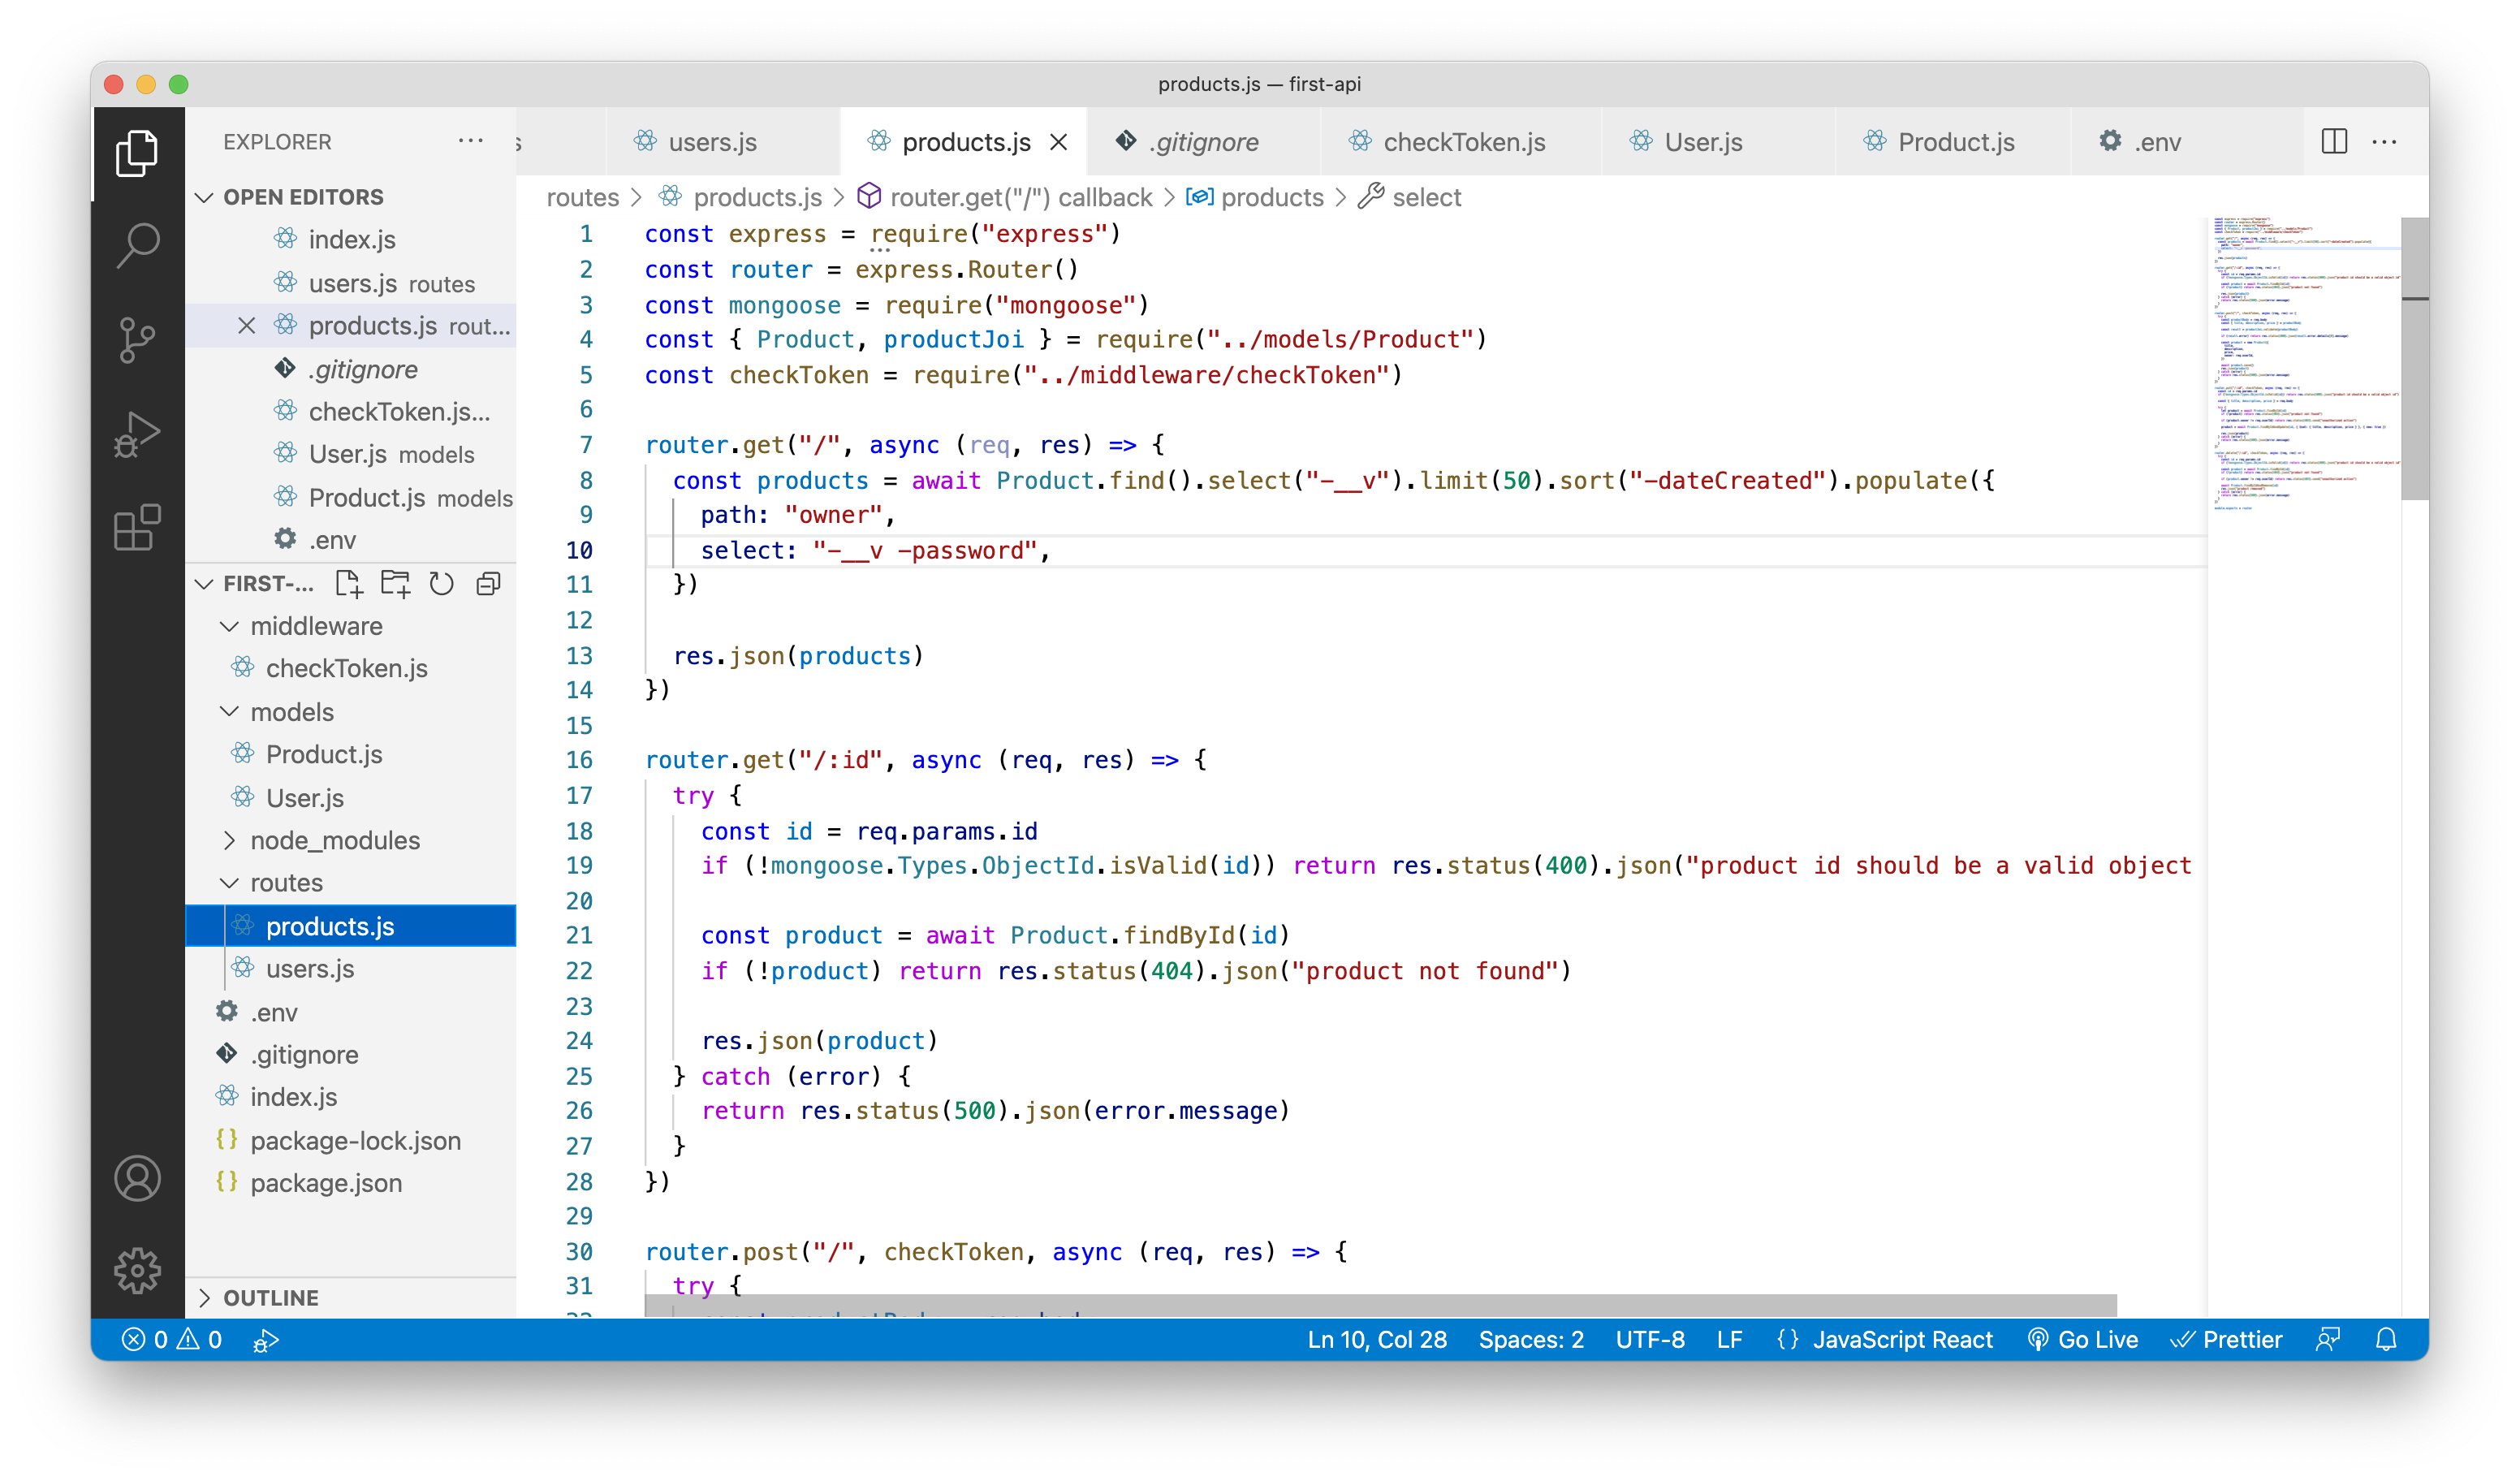 products.js — first-api
EXPLORER
s
users.js
products.js
.gitignore
checkToken.js
User.js
Product.js
.env
OPEN EDITORS
index.js
users.js routes
products.js rout...
.gitignore
checkToken.js...
User.js models
Product.js models
.env
FIRST-...
middleware
checkToken.js
models
Product.js
User.js
node_modules
routes
products.js
users.js
.env
.gitignore
index.js
{} package-lock.json
{} package.json
OUTLINE
routes > products.js > router.get("/") callback > products > select
1 const express = require("express")
2 const router = express.Router()
3 const mongoose = require("mongoose")
4 const { Product, productJoi } = require("../models/Product")
5 const checkToken = require("../middleware/checkToken")
6
7 router.get("/", async (req, res) => {
8 const products = await Product.find().select("-__v").limit(50).sort("-dateCreated").populate({
9 path: "owner",
10 select: "-__v -password",
11 })
12
13 res.json(products)
14 })
15
16 router.get("/:id", async (req, res) => {
17 try {
18 const id = req.params.id
19 if (!mongoose.Types.ObjectId.isValid(id)) return res.status(400).json("product id should be a valid object
20
21 const product = await Product.findById(id)
22 if (!product) return res.status(404).json("product not found")
23
24 res.json(product)
25 } catch (error) {
26 return res.status(500).json(error.message)
27 }
28 })
29
30 router.post("/", checkToken, async (req, res) => {
31 try {
0 0
Ln 10, Col 28 Spaces: 2 UTF-8 LF {} JavaScript React Go Live Prettier